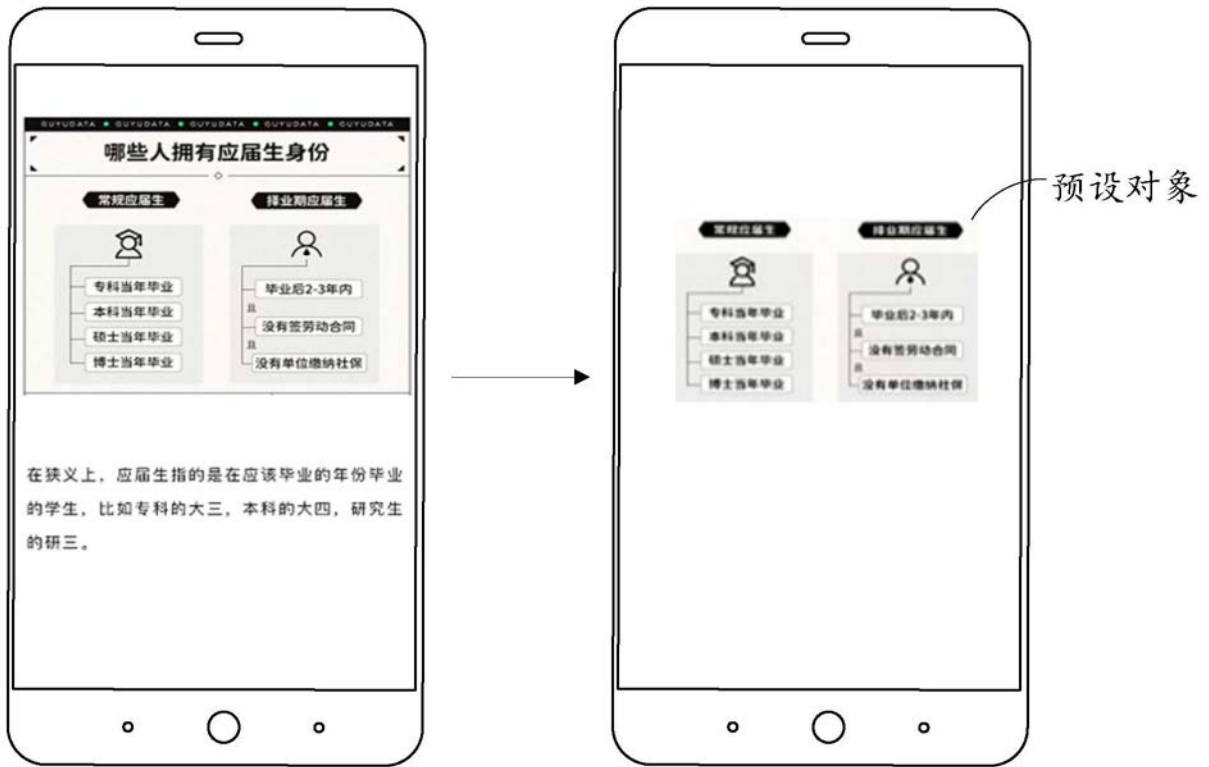 GUYUDATA ● GUYUDATA ● GUYUDATA ● GUYUDATA ● GUYUDATA
哪些人拥有应届生身份
常规应届生
择业期应届生
专科当年毕业
本科当年毕业
硕士当年毕业
博士当年毕业
毕业后2-3年内
且
没有签劳动合同
且
没有单位缴纳社保
在狭义上，应届生指的是在应该毕业的年份毕业
的学生，比如专科的大三，本科的大四，研究生
的研三。
常规应届生
择业期应届生
专科当年毕业
本科当年毕业
硕士当年毕业
博士当年毕业
毕业后2-3年内
且
没有签劳动合同
且
没有单位缴纳社保
预设对象